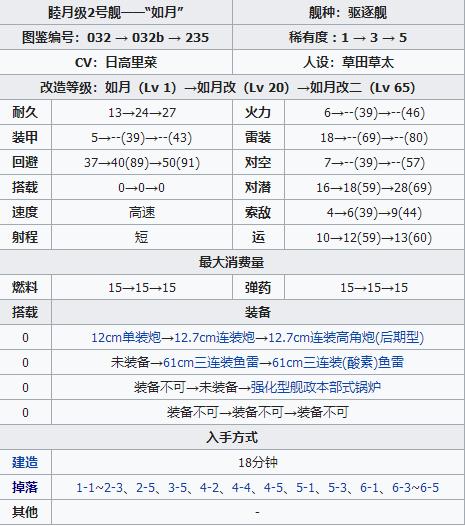 睦月级2号舰——“如月” 舰种：驱逐舰
图鉴编号：032 → 032b → 235 稀有度：1 → 3 → 5
CV：日高里菜 人设：草田草太
改造等级：如月（Lv 1）→如月改（Lv 20）→如月改二（Lv 65）
耐久 13→24→27 火力 6→--(39)→--(46)
装甲 5→--(39)→--(43) 雷装 18→--(69)→--(80)
回避 37→40(89)→50(91) 对空 7→--(39)→--(57)
搭载 0→0→0 对潜 16→18(59)→28(69)
速度 高速 索敌 4→6(39)→9(44)
射程 短 运 10→12(59)→13(60)
最大消费量
燃料 15→15→15 弹药 15→15→15
搭载 装备
0 12cm单装炮→12.7cm连装炮→12.7cm连装高角炮(后期型)
0 未装备→61cm三连装鱼雷→61cm三连装(酸素)鱼雷
0 装备不可→未装备→强化型舰政本部式锅炉
0 装备不可→装备不可→装备不可
入手方式
建造 18分钟
掉落 1-1~2-3、2-5、3-5、4-2、4-4、4-5、5-1、5-3、6-1、6-3~6-5
其他 -